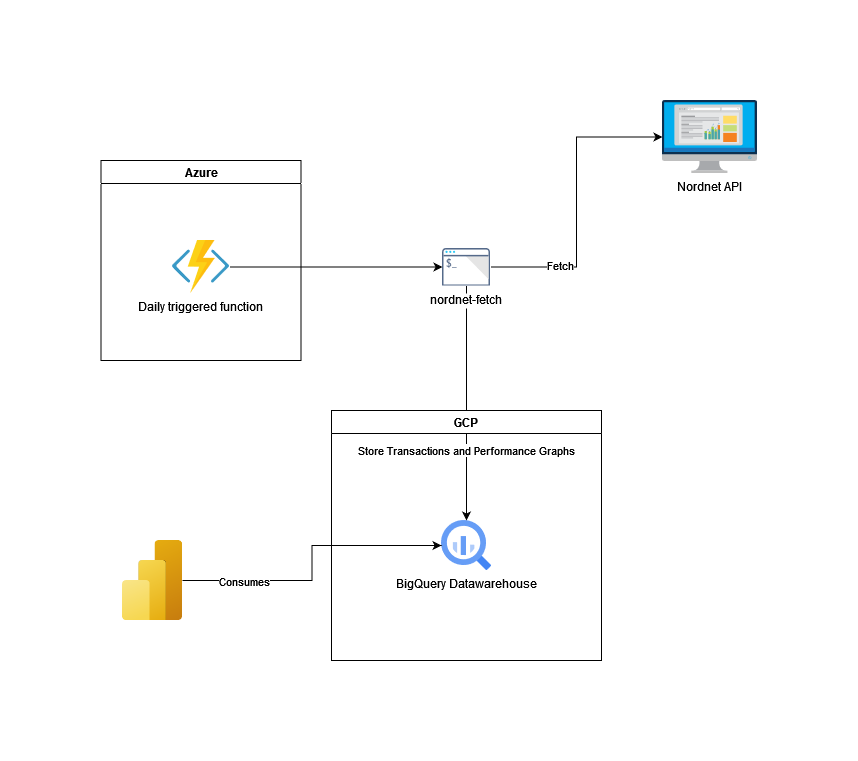 Nordnet API
Azure
Daily triggered function
$_
Fetch
nordnet-fetch
GCP
Store Transactions and Performance Graphs
BigQuery Datawarehouse
Consumes